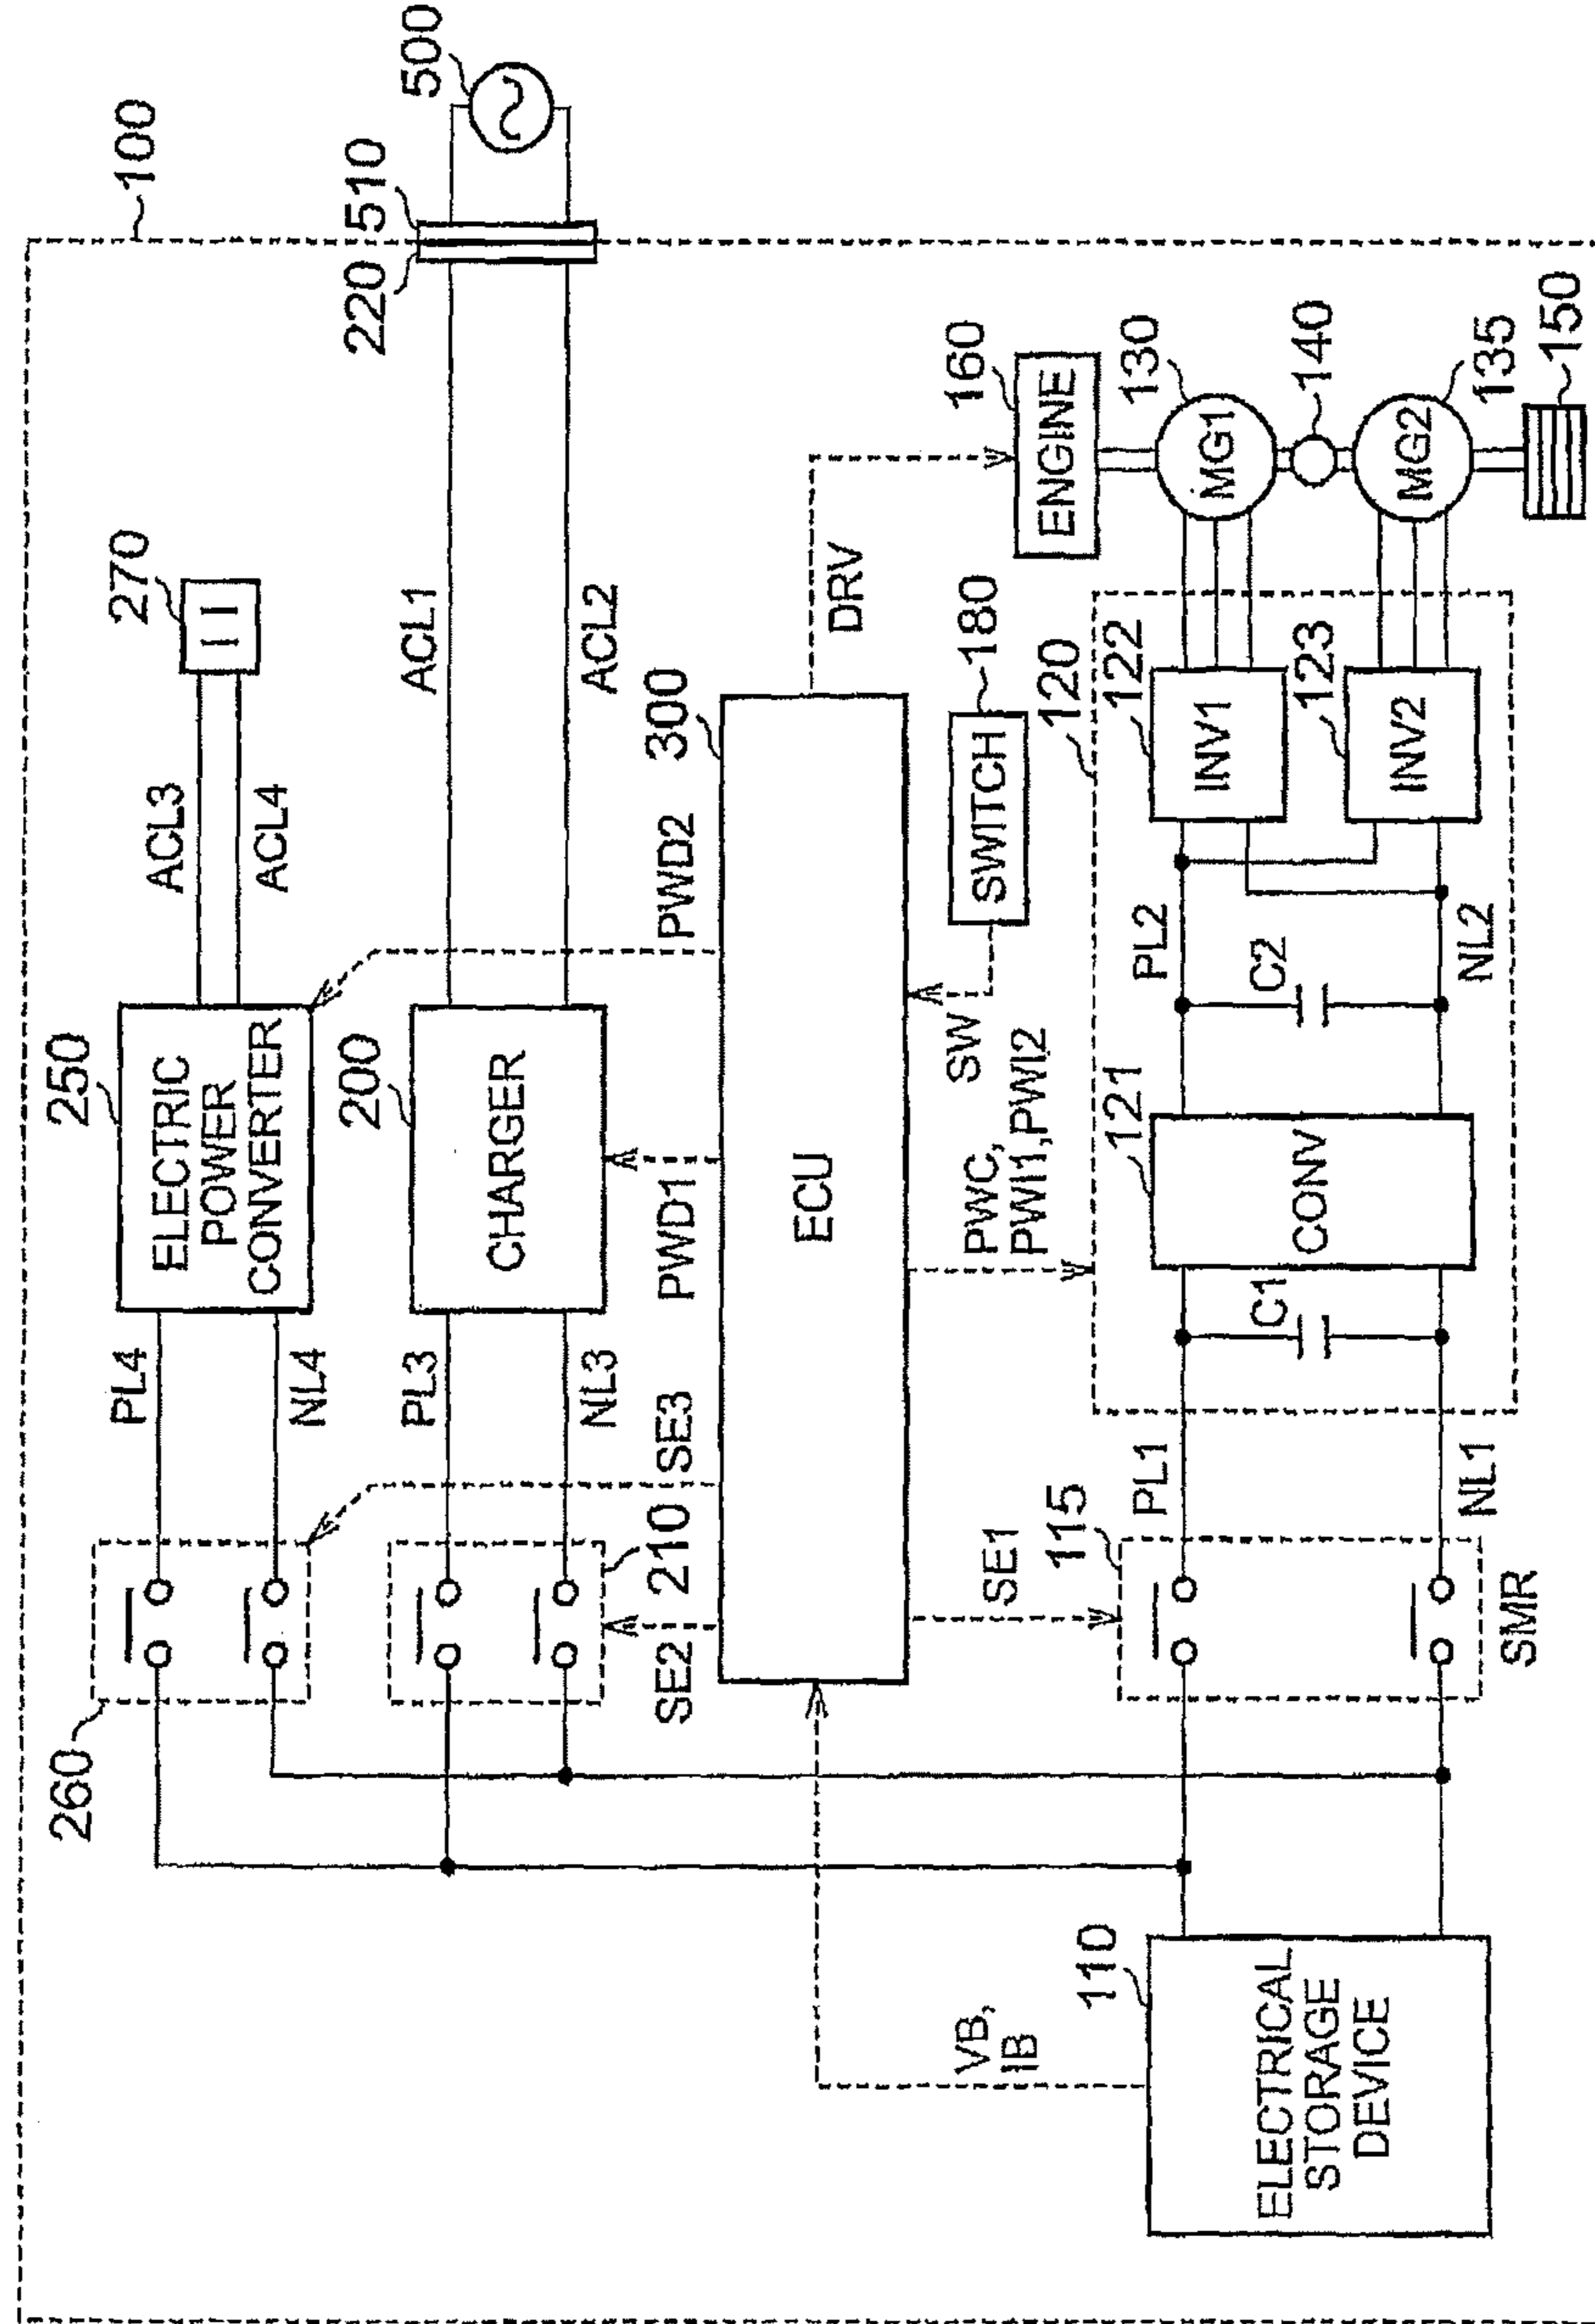 100
260
250
270
PL4
NL4
ELECTRIC
POWER
CONVERTER
ACL3
ACL4
220
510
500
200
PL3
NL3
CHARGER
ACL1
ACL2
SE2
210
SE3
PWD1
PWD2
300
ECU
DRV
VB,
IB
SE1
PWC,
PWI1,PWI2
SW
SWITCH
180
160
ENGINE
110
ELECTRICAL
STORAGE
DEVICE
115
SMR
PL1
NL1
120
121
C1
CONV
PL2
C2
NL2
122
INV1
123
INV2
130
MG1
140
MG2
135
150